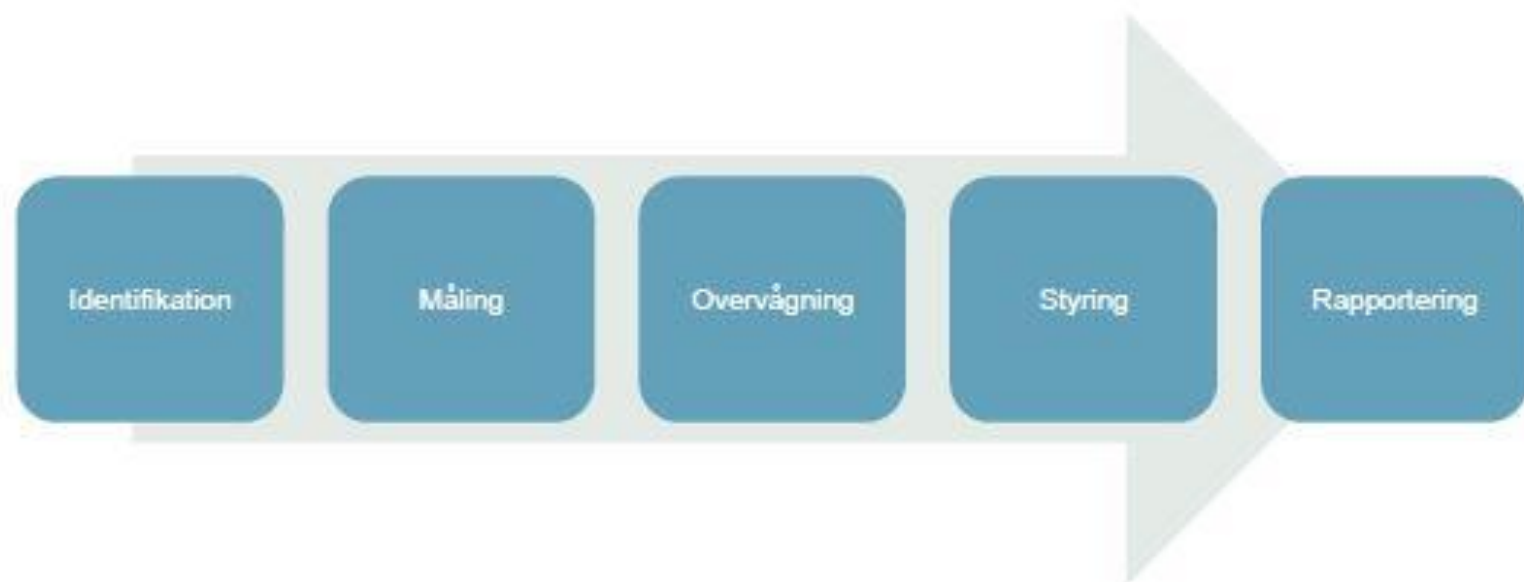 Identifikation
Måling
Overvågning
Styring
Rapportering